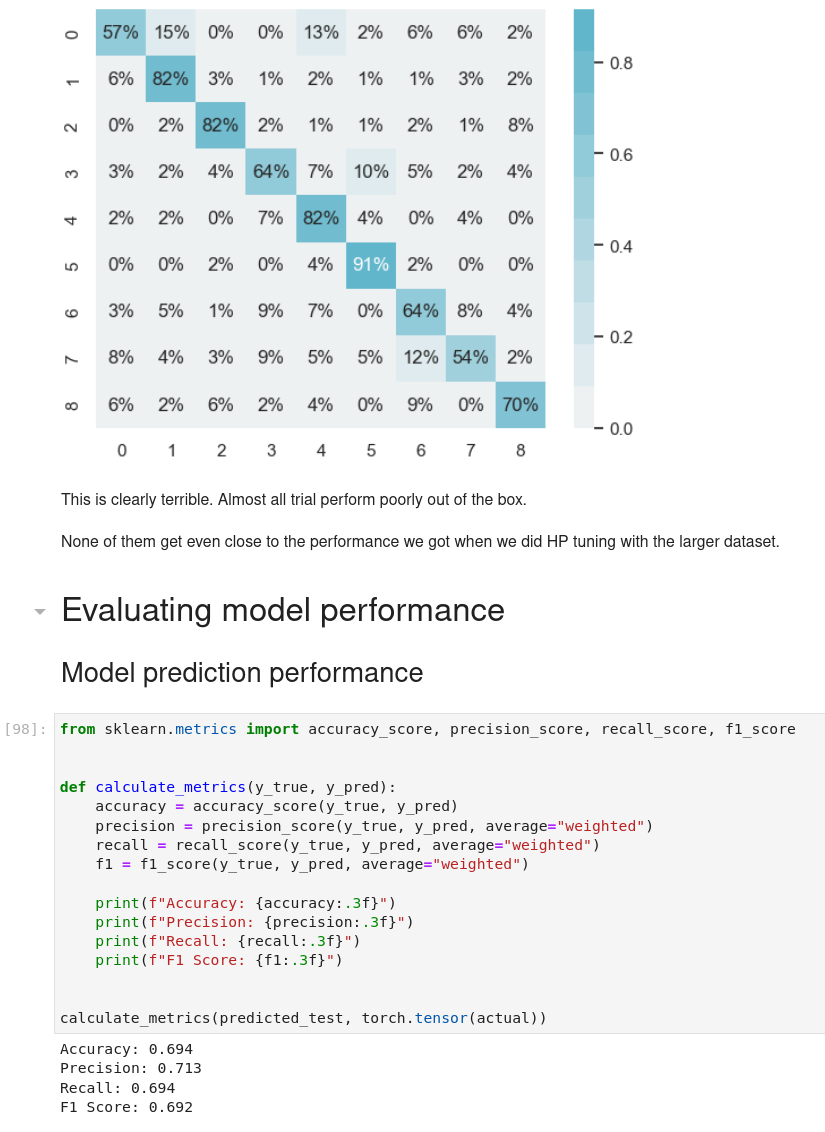 0 57% 15% 0% 0% 13% 2% 6% 6% 2%
1 6% 82% 3% 1% 2% 1% 1% 3% 2%
2 0% 2% 82% 2% 1% 1% 2% 1% 8%
3 3% 2% 4% 64% 7% 10% 5% 2% 4%
4 2% 2% 0% 7% 82% 4% 0% 4% 0%
5 0% 0% 2% 0% 4% 91% 2% 0% 0%
6 3% 5% 1% 9% 7% 0% 64% 8% 4%
7 8% 4% 3% 9% 5% 5% 12% 54% 2%
8 6% 2% 6% 2% 4% 0% 9% 0% 70%
0 1 2 3 4 5 6 7 8
0.8
0.6
0.4
0.2
0.0
This is clearly terrible. Almost all trial perform poorly out of the box.
None of them get even close to the performance we got when we did HP tuning with the larger dataset.
Evaluating model performance
Model prediction performance
[98]: from sklearn.metrics import accuracy_score, precision_score, recall_score, f1_score
def calculate_metrics(y_true, y_pred):
    accuracy = accuracy_score(y_true, y_pred)
    precision = precision_score(y_true, y_pred, average="weighted")
    recall = recall_score(y_true, y_pred, average="weighted")
    f1 = f1_score(y_true, y_pred, average="weighted")
    print(f"Accuracy: {accuracy:.3f}")
    print(f"Precision: {precision:.3f}")
    print(f"Recall: {recall:.3f}")
    print(f"F1 Score: {f1:.3f}")
calculate_metrics(predicted_test, torch.tensor(actual))
Accuracy: 0.694
Precision: 0.713
Recall: 0.694
F1 Score: 0.692